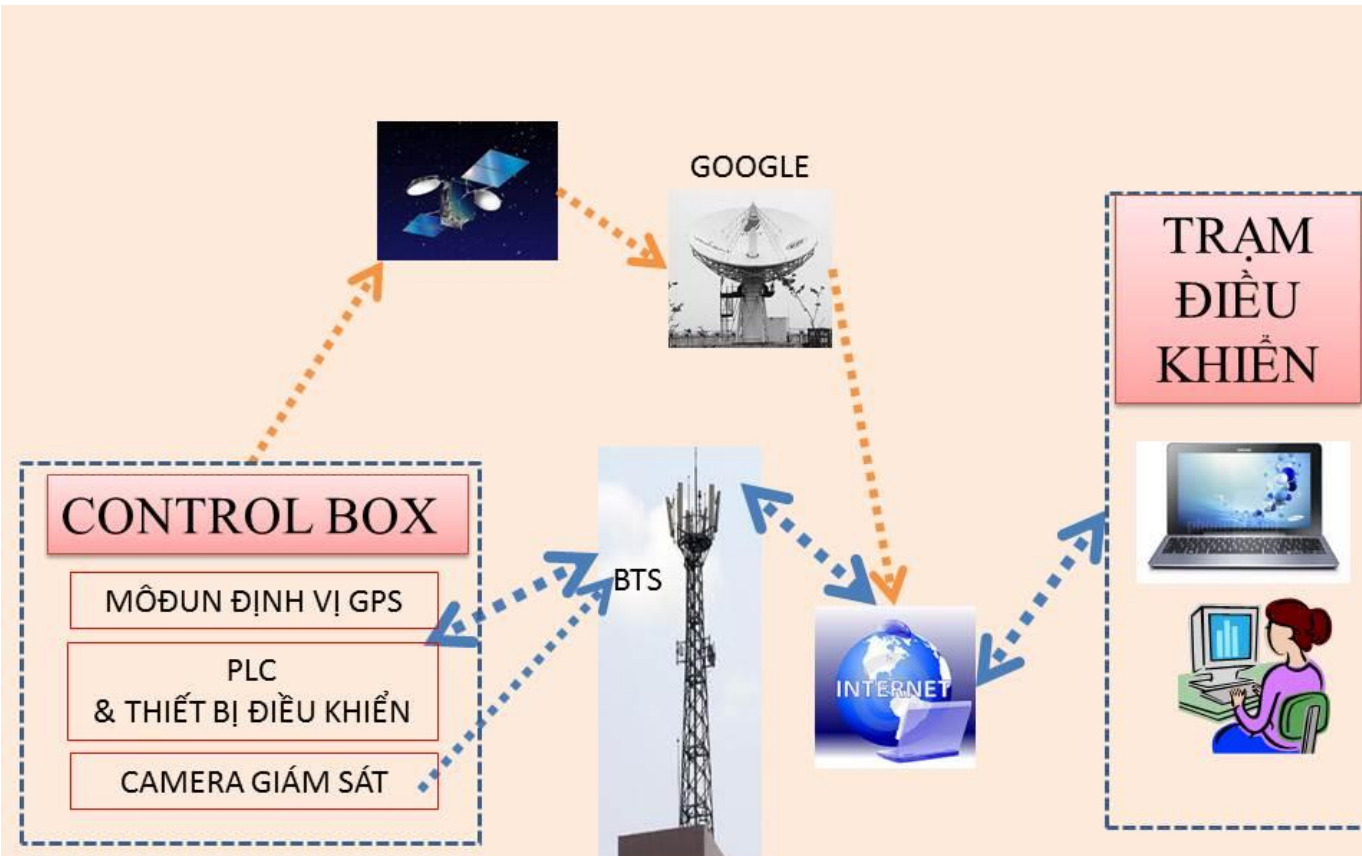 GOOGLE
TRẠM
ĐIỀU
KHIỂN
CONTROL BOX
MÔĐUN ĐỊNH VỊ GPS
PLC
& THIẾT BỊ ĐIỀU KHIỂN
CAMERA GIÁM SÁT
BTS
INTERNET